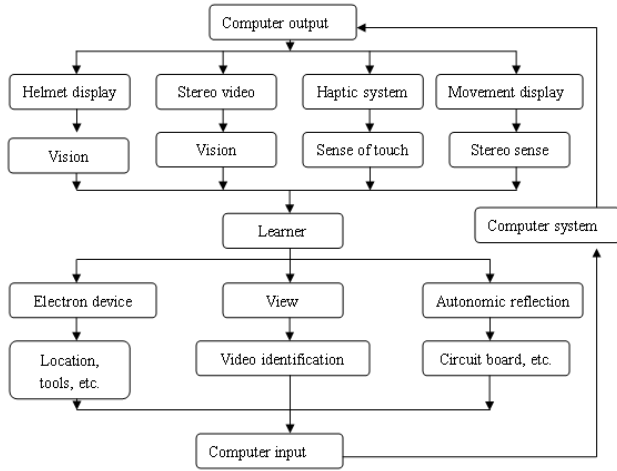 Computer output
Helmet display
Stereo video
Haptic system
Movement display
Vision
Vision
Sense of touch
Stereo sense
Learner
Computer system
Electron device
View
Autonomic reflection
Location,
tools, etc.
Video identification
Circuit board, etc.
Computer input